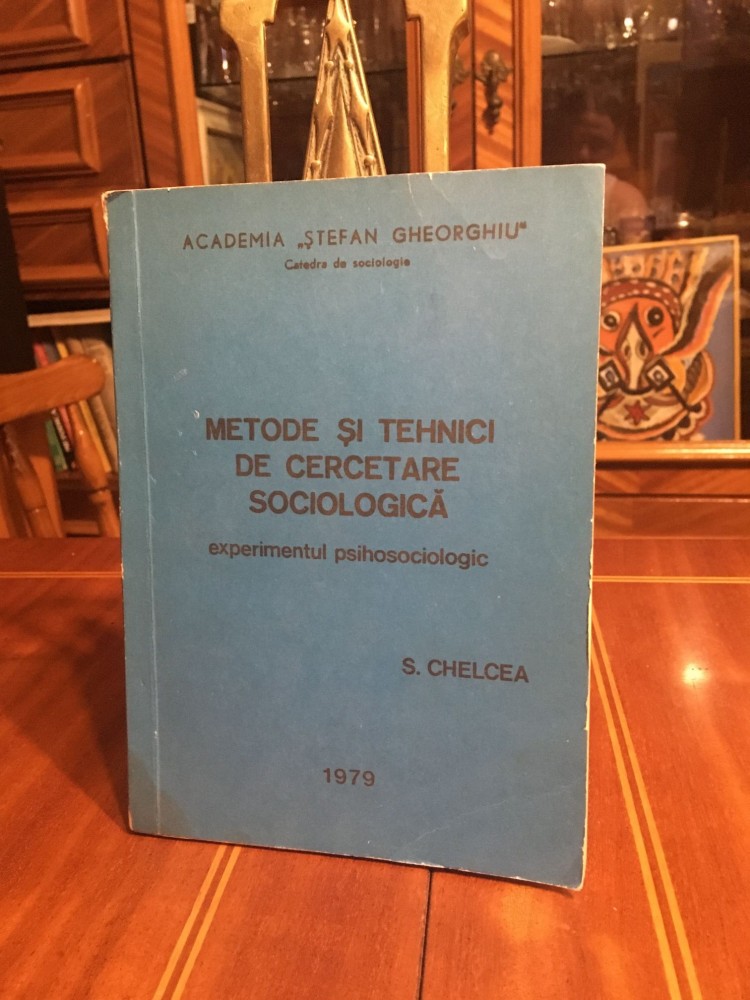 ACADEMIA „ŞTEFAN GHEORGHIU"
Catedra de sociologie
METODE ŞI TEHNICI
DE CERCETARE
SOCIOLOGICĂ
experimentul psihosociologic
S. CHELCEA
1979